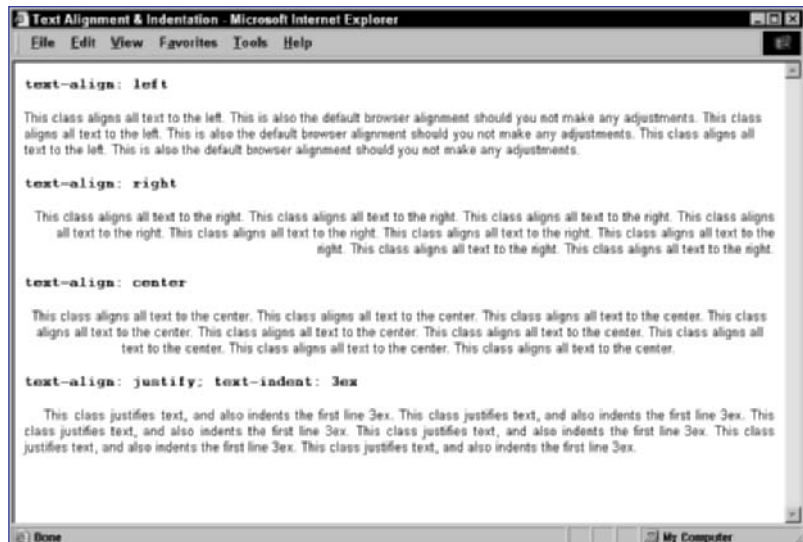 Text Alignment & Indentation - Microsoft Internet Explorer
File Edit View Favorites Tools Help
text-align: left
This class aligns all text to the left. This is also the default browser alignment should you not make any adjustments. This class
aligns all text to the left. This is also the default browser alignment should you not make any adjustments. This class aligns all
text to the left. This is also the default browser alignment should you not make any adjustments.
text-align: right
This class aligns all text to the right. This class aligns all text to the right. This class aligns all text to the right. This class aligns
all text to the right. This class aligns all text to the right. This class aligns all text to the right. This class aligns all text to the
right. This class aligns all text to the right. This class aligns all text to the right.
text-align: center
This class aligns all text to the center. This class aligns all text to the center. This class aligns all text to the center. This class
aligns all text to the center. This class aligns all text to the center. This class aligns all text to the center. This class aligns all
text to the center. This class aligns all text to the center. This class aligns all text to the center.
text-align: justify; text-indent: 3ex
This class justifies text, and also indents the first line 3ex. This class justifies text, and also indents the first line 3ex. This
class justifies text, and also indents the first line 3ex. This class justifies text, and also indents the first line 3ex. This class
justifies text, and also indents the first line 3ex. This class justifies text, and also indents the first line 3ex.
Done My Computer